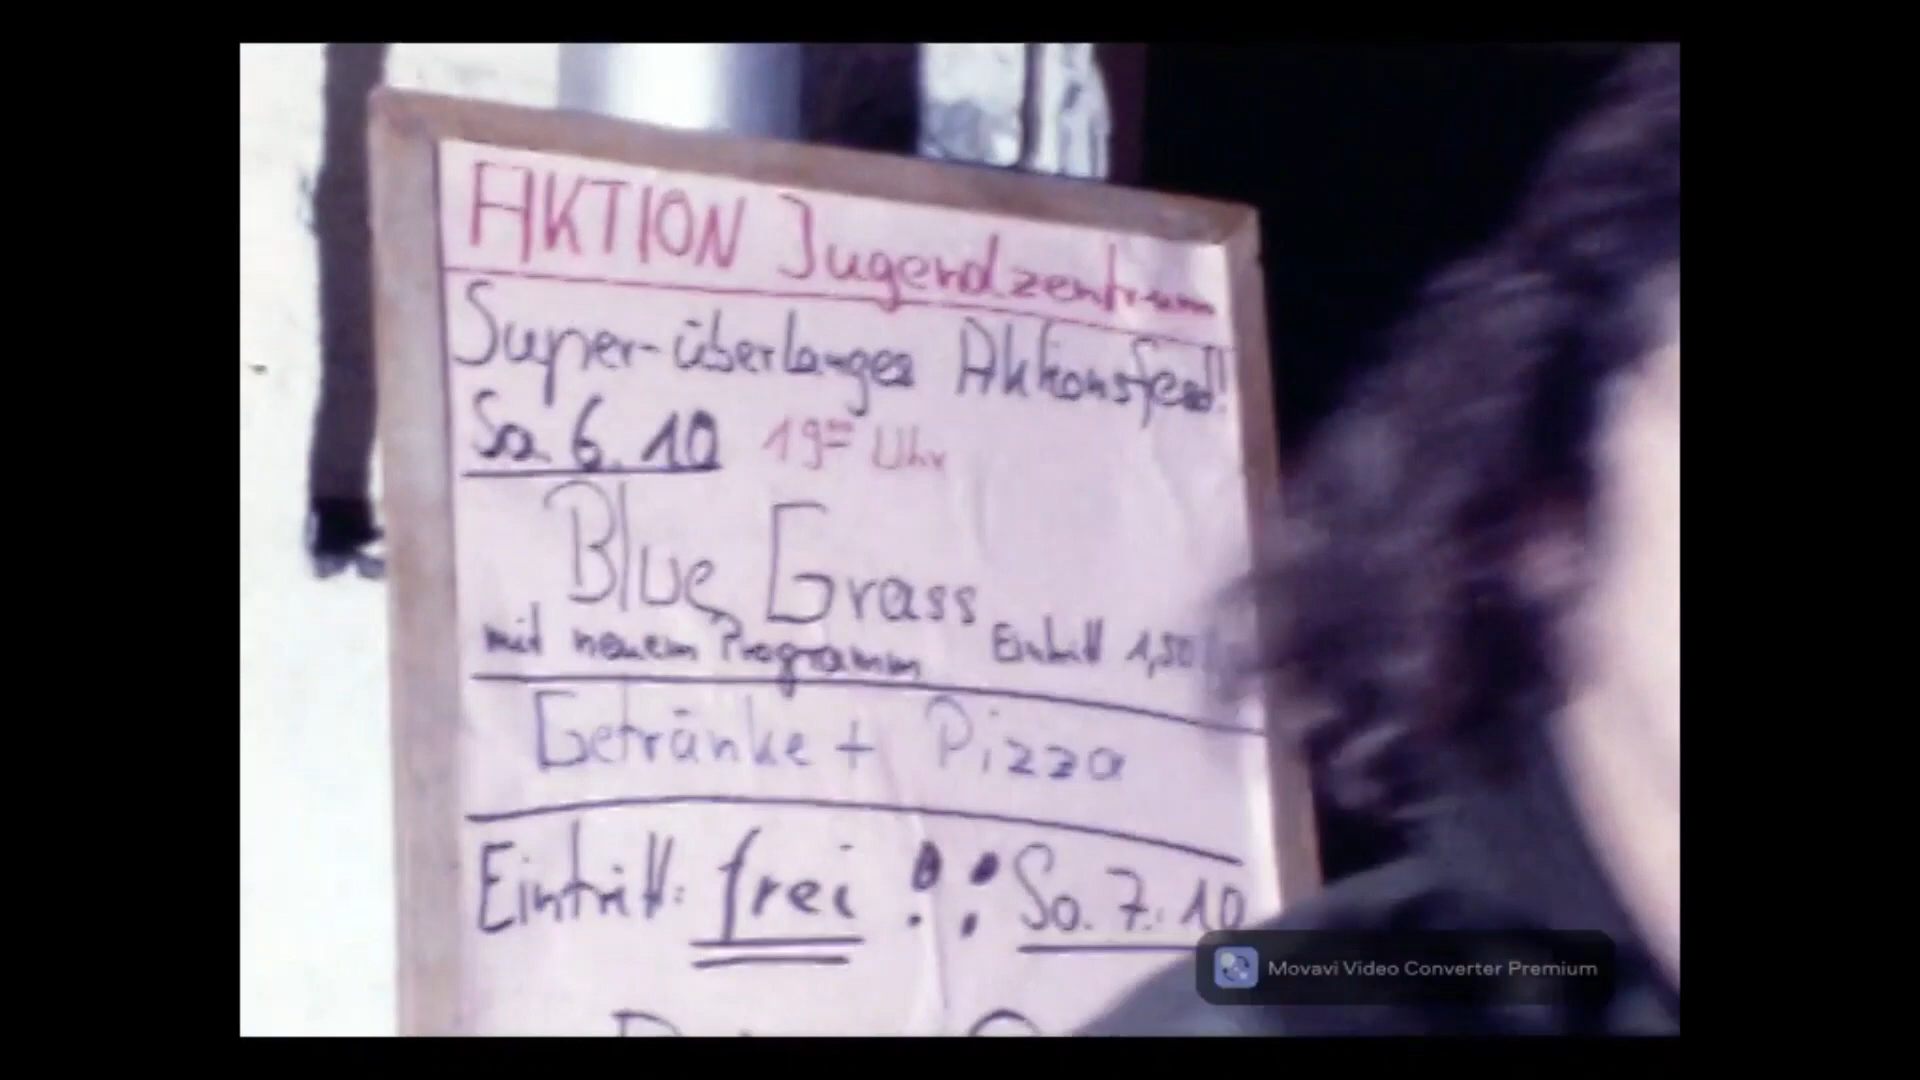 AKTION Jugendzentrum
Super-überlanges Aktionsfest!
Sa. 6.10 19⁰⁰ Uhr
Blue Grass
mit neuem Programm Eintritt 1,50
Getränke + Pizza
Eintritt: frei !! So. 7.10
Movavi Video Converter Premium